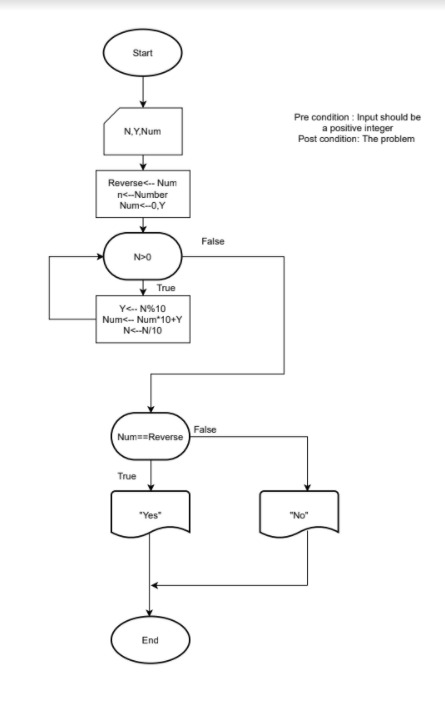 Start
Pre condition : Input should be
a positive integer
Post condition: The problem
N,Y,Num
Reverse<-- Num
n<--Number
Num<--0,Y
False
N>0
True
Y<-- N%10
Num<-- Num*10+Y
N<--N/10
False
Num==Reverse
True
"Yes"
"No"
End